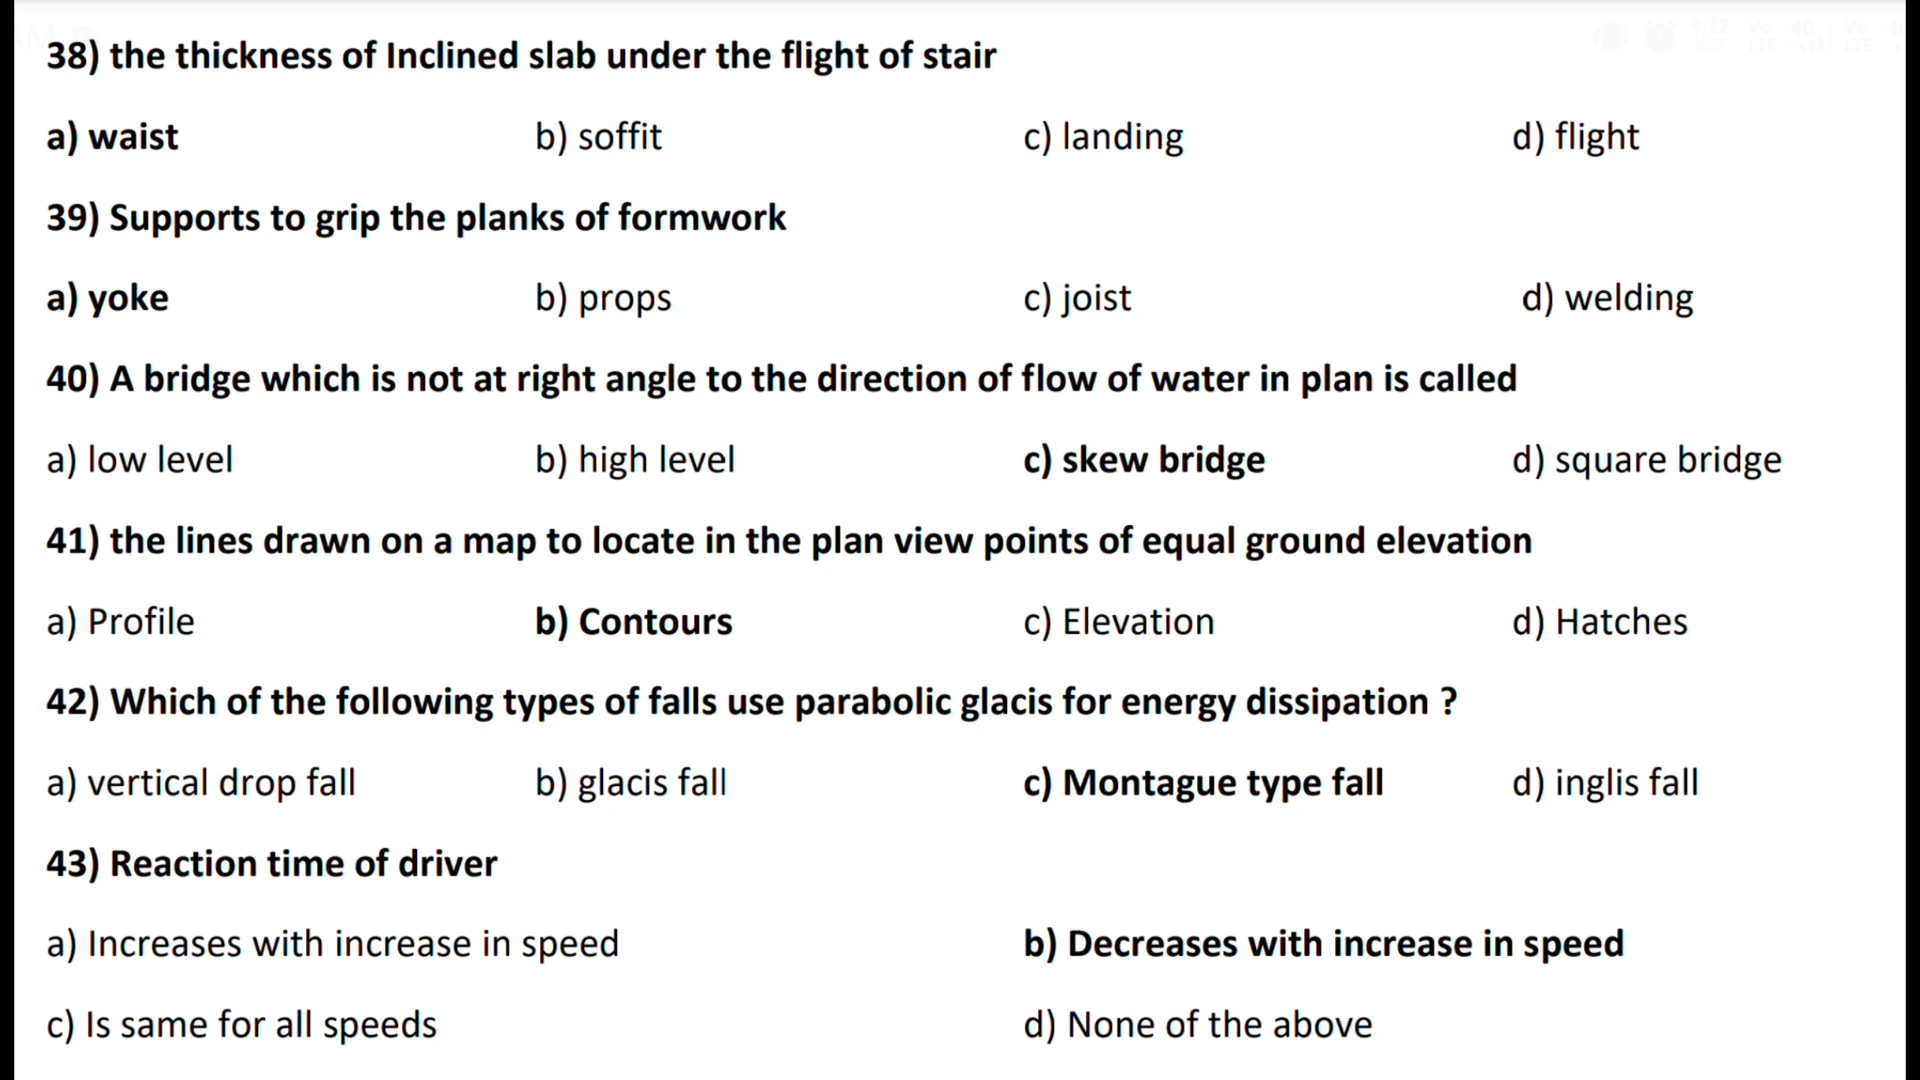 38) the thickness of Inclined slab under the flight of stair
a) waist b) soffit c) landing d) flight
39) Supports to grip the planks of formwork
a) yoke b) props c) joist d) welding
40) A bridge which is not at right angle to the direction of flow of water in plan is called
a) low level b) high level c) skew bridge d) square bridge
41) the lines drawn on a map to locate in the plan view points of equal ground elevation
a) Profile b) Contours c) Elevation d) Hatches
42) Which of the following types of falls use parabolic glacis for energy dissipation ?
a) vertical drop fall b) glacis fall c) Montague type fall d) inglis fall
43) Reaction time of driver
a) Increases with increase in speed b) Decreases with increase in speed
c) Is same for all speeds d) None of the above